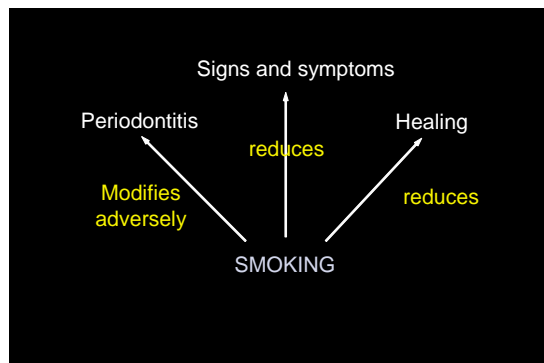 Signs and symptoms
Periodontitis
Healing
reduces
Modifies
adversely
reduces
SMOKING